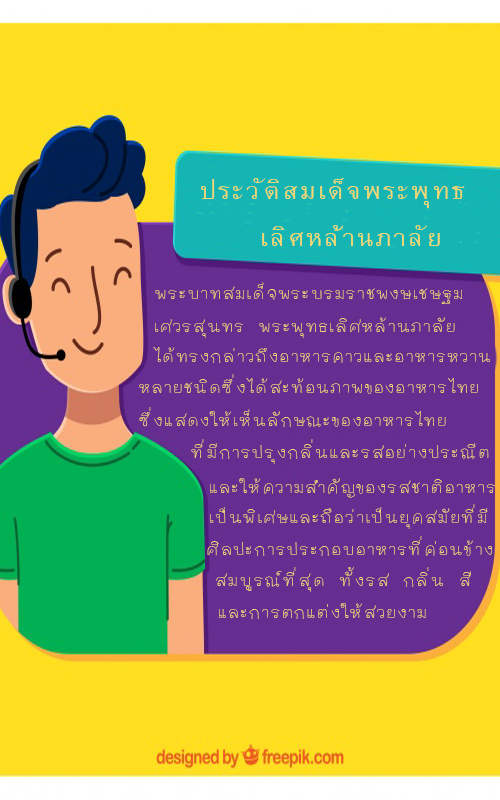 ประวัติสมเด็จพระพุทธ
เลิศหล้านภาลัย
พระบาทสมเด็จพระบรมราชพงษเชษฐม
เศวรสุนทร พระพุทธเลิศหล้านภาลัย
ได้ทรงกล่าวถึงอาหารคาวและอาหารหวาน
หลายชนิดซึ่งได้สะท้อนภาพของอาหารไทย
ซึ่งแสดงให้เห็นลักษณะของอาหารไทย
ที่มีการปรุงกลิ่นและรสอย่างประณีต
และให้ความสำคัญของรสชาติอาหาร
เป็นพิเศษและถือว่าเป็นยุคสมัยที่มี
ศิลปะการประกอบอาหารที่ค่อนข้าง
สมบูรณ์ที่สุด ทั้งรส กลิ่น สี
และการตกแต่งให้สวยงาม
designed by freepik.com